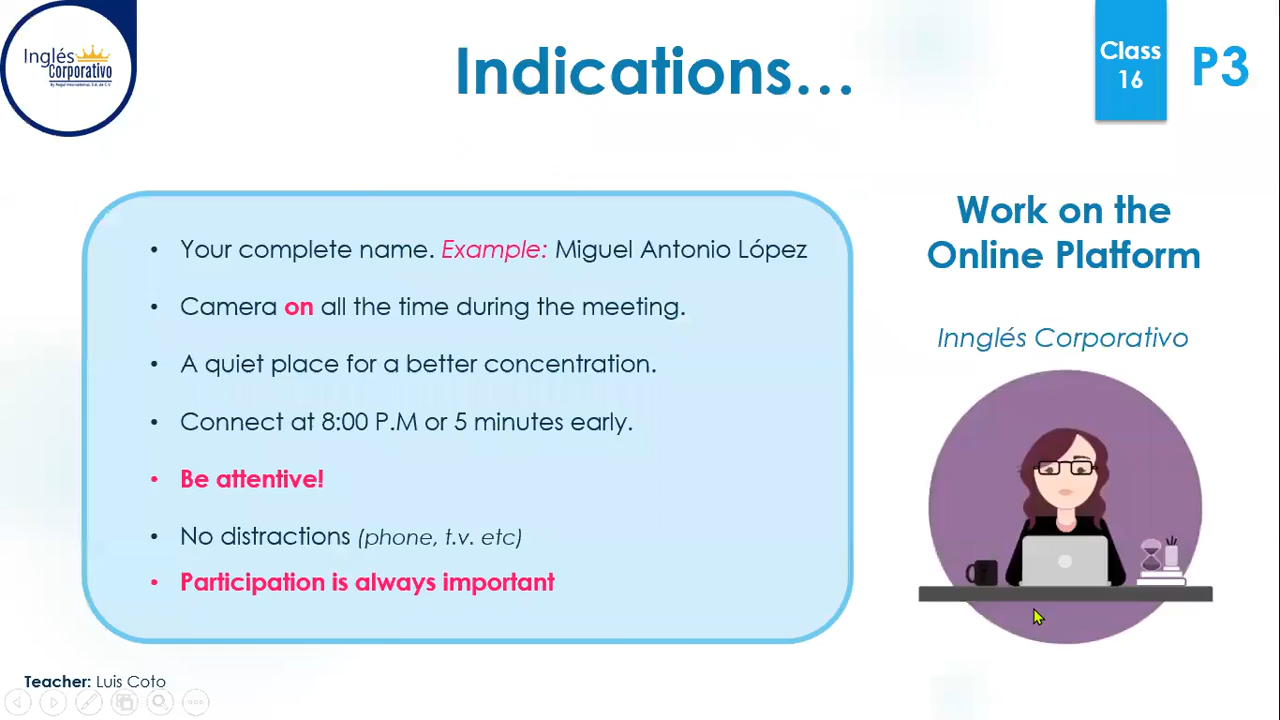 Inglés
Corporativo
Indications...
Class
16
P3
• Your complete name. Example: Miguel Antonio López
• Camera on all the time during the meeting.
• A quiet place for a better concentration.
• Connect at 8:00 P.M or 5 minutes early.
• Be attentive!
• No distractions (phone, t.v. etc)
• Participation is always important
Work on the
Online Platform
Innglés Corporativo
Teacher: Luis Coto